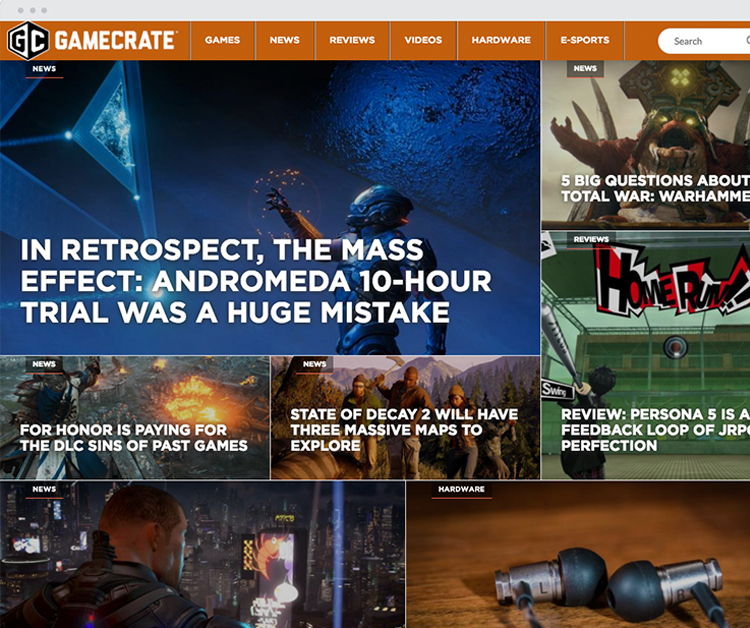 GC GAMECRATE
GAMES NEWS REVIEWS VIDEOS HARDWARE E-SPORTS Search
NEWS
IN RETROSPECT, THE MASS
EFFECT: ANDROMEDA 10-HOUR
TRIAL WAS A HUGE MISTAKE
NEWS
5 BIG QUESTIONS ABOUT
TOTAL WAR: WARHAMME
REVIEWS
HOME RUN!
Swing
REVIEW: PERSONA 5 IS A
FEEDBACK LOOP OF JRPG
PERFECTION
NEWS
FOR HONOR IS PAYING FOR
THE DLC SINS OF PAST GAMES
NEWS
STATE OF DECAY 2 WILL HAVE
THREE MASSIVE MAPS TO
EXPLORE
NEWS
HARDWARE
L
R